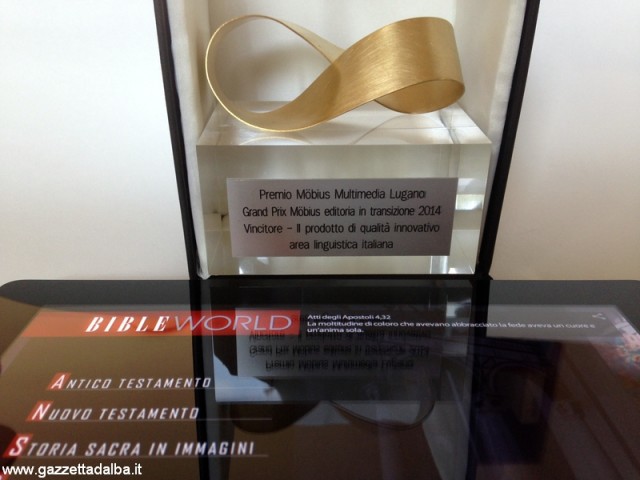 Premio Möbius Multimedia Lugano:
Grand Prix Möbius editoria in transizione 2014
Vincitore – Il prodotto di qualità innovativo
area linguistica italiana
BIBLEWORLD
Atti degli Apostoli 4,32
La moltitudine di coloro che avevano abbracciato la fede aveva un cuore e
un'anima sola.
ANTICO TESTAMENTO
NUOVO TESTAMENTO
STORIA SACRA IN IMMAGINI
www.gazzettadalba.it